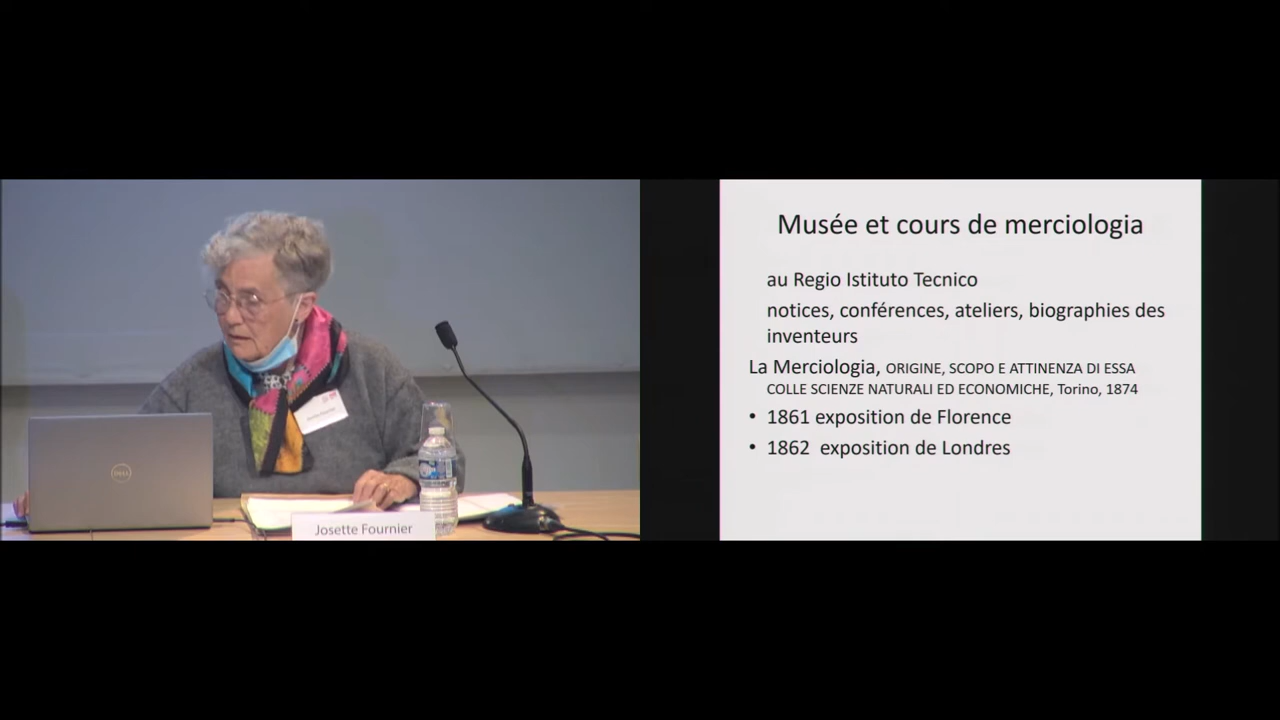 Musée et cours de merciologia
au Regio Istituto Tecnico
notices, conférences, ateliers, biographies des
inventeurs
La Merciologia, ORIGINE, SCOPO E ATTINENZA DI ESSA
COLLE SCIENZE NATURALI ED ECONOMICHE, Torino, 1874
• 1861 exposition de Florence
• 1862 exposition de Londres
DELL
Josette Fournier